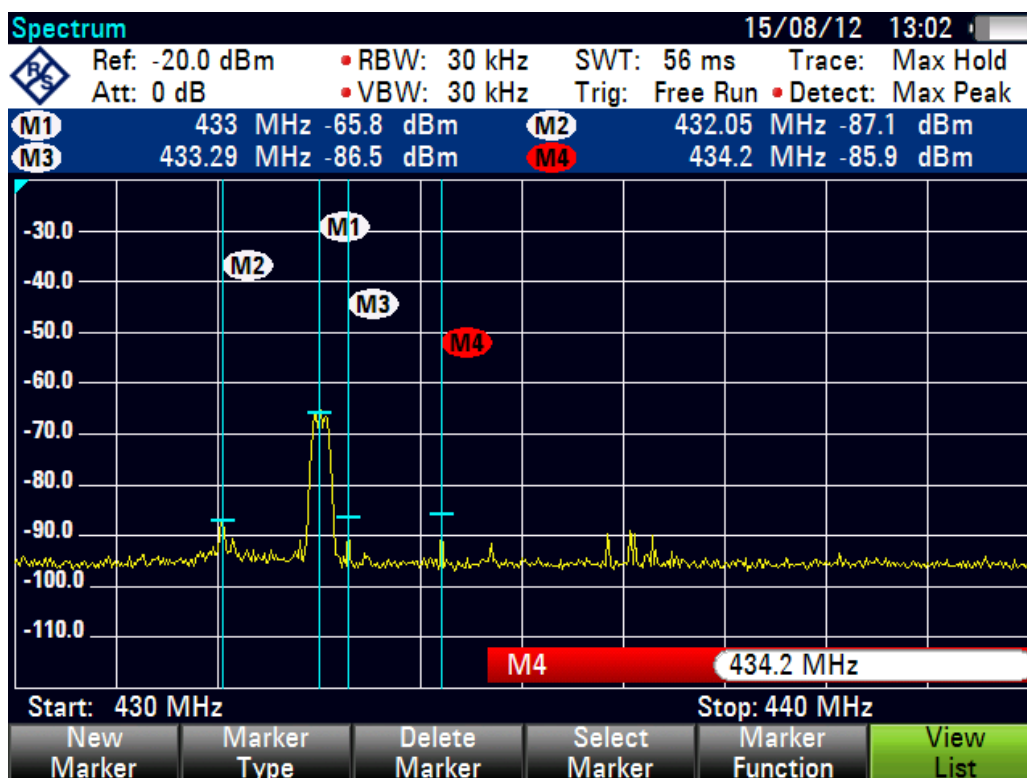 Spectrum 15/08/12 13:02
R&S Ref: -20.0 dBm • RBW: 30 kHz SWT: 56 ms Trace: Max Hold
Att: 0 dB • VBW: 30 kHz Trig: Free Run • Detect: Max Peak
M1 433 MHz -65.8 dBm M2 432.05 MHz -87.1 dBm
M3 433.29 MHz -86.5 dBm M4 434.2 MHz -85.9 dBm
-30.0
M1
M2
-40.0
M3
-50.0
M4
-60.0
-70.0
-80.0
-90.0
-100.0
-110.0
M4 434.2 MHz
Start: 430 MHz Stop: 440 MHz
New Marker Delete Select Marker View
Marker Type Marker Marker Function List